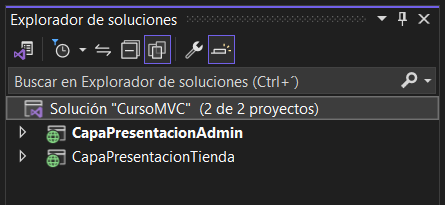 Explorador de soluciones
Buscar en Explorador de soluciones (Ctrl+´)
Solución "CursoMVC" (2 de 2 proyectos)
CapaPresentacionAdmin
CapaPresentacionTienda